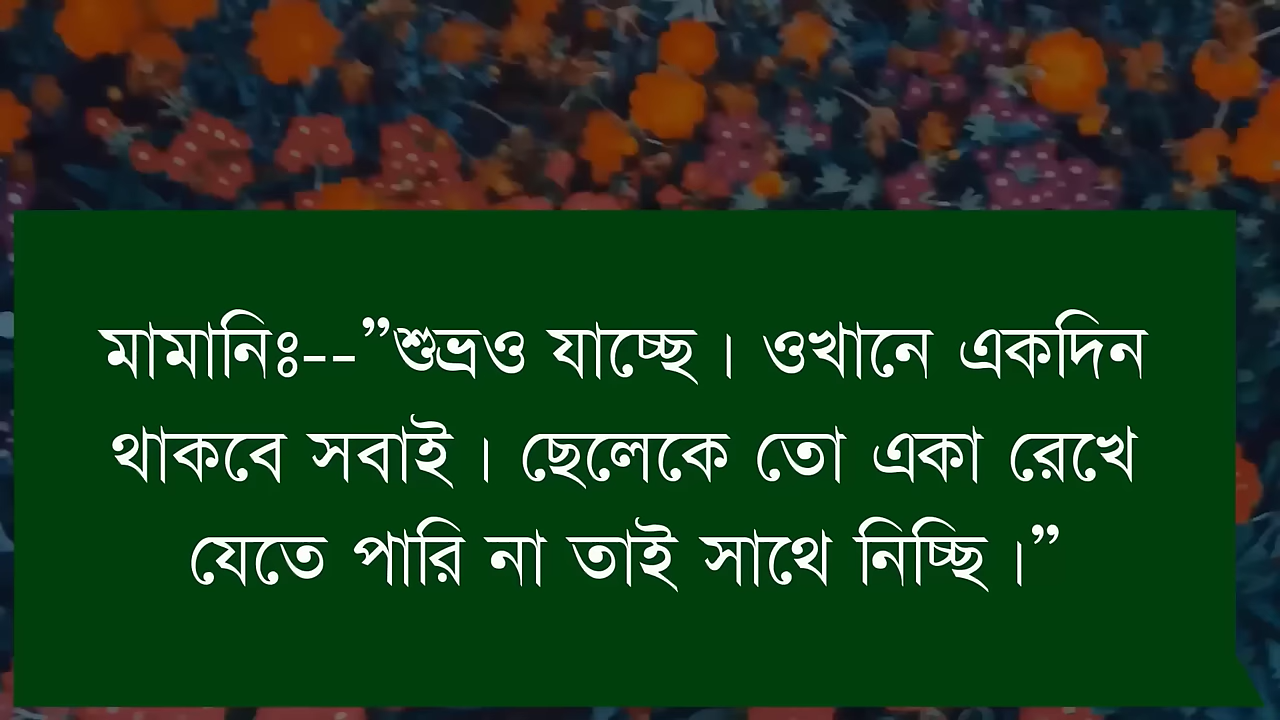 মামানিঃ--”শুভ্রও যাচ্ছে। ওখানে একদিন
থাকবে সবাই। ছেলেকে তো একা রেখে
যেতে পারি না তাই সাথে নিচ্ছি।”